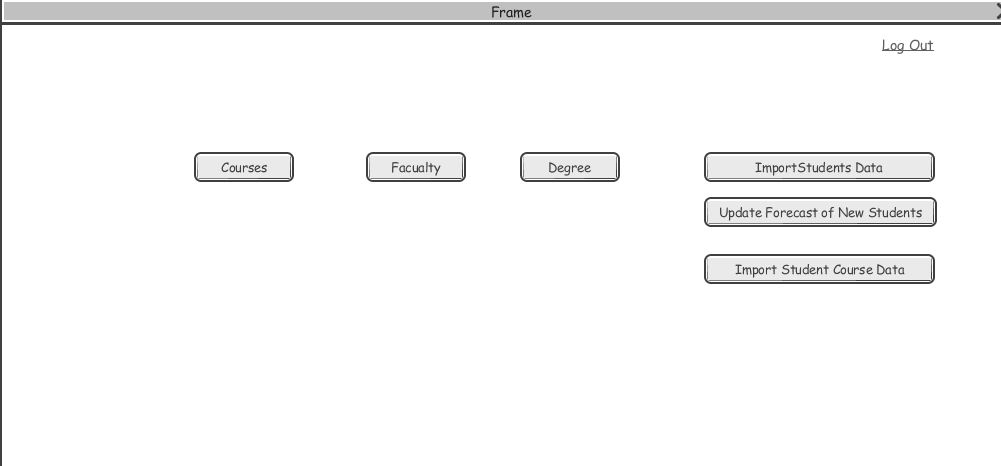 Frame
Log Out
Courses
Facualty
Degree
ImportStudents Data
Update Forecast of New Students
Import Student Course Data